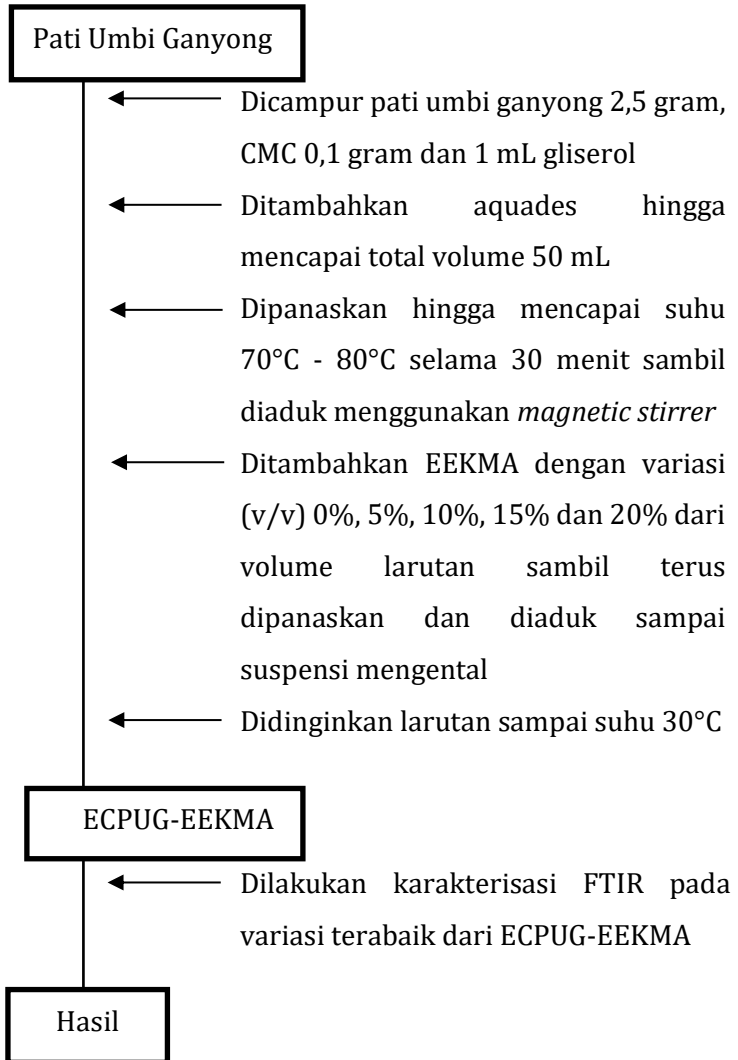 Pati Umbi Ganyong
Dicampur pati umbi ganyong 2,5 gram,
CMC 0,1 gram dan 1 mL gliserol
Ditambahkan aquades hingga
mencapai total volume 50 mL
Dipanaskan hingga mencapai suhu
70°C - 80°C selama 30 menit sambil
diaduk menggunakan magnetic stirrer
Ditambahkan EEKMA dengan variasi
(v/v) 0%, 5%, 10%, 15% dan 20% dari
volume larutan sambil terus
dipanaskan dan diaduk sampai
suspensi mengental
Didinginkan larutan sampai suhu 30°C
ECPUG-EEKMA
Dilakukan karakterisasi FTIR pada
variasi terabaik dari ECPUG-EEKMA
Hasil